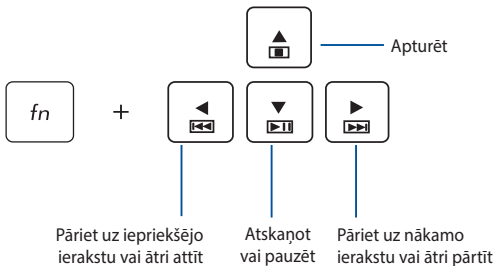 Apturēt
fn +
Pāriet uz iepriekšējo
ierakstu vai ātri attīt
Atskaņot
vai pauzēt
Pāriet uz nākamo
ierakstu vai ātri pārtīt